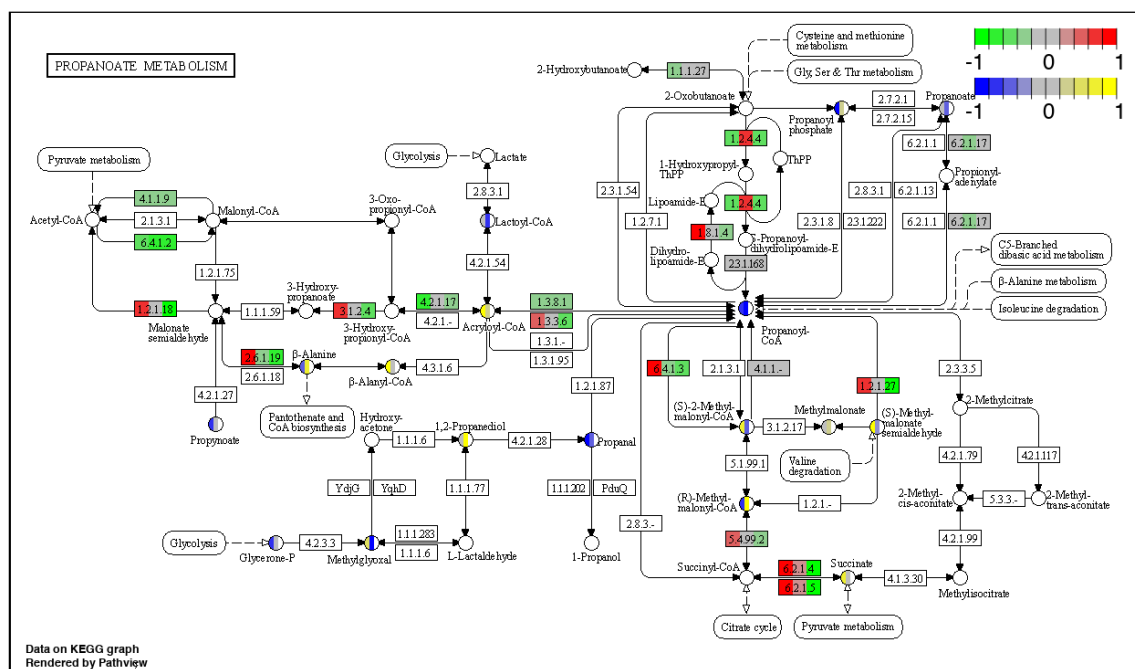 PROPANOATE METABOLISM
Cysteine and methionine
metabolism
Gly, Ser & Thr metabolism
-1 0 1
-1 0 1
2-Hydroxybutanoate
1.1.1.27
2-Oxobutanoate
Propanoyl
phosphate
2.7.2.1
2.7.2.15
Propanoate
1.2.4.4
ThPP
1-Hydroxypropyl-
ThPP
6.2.1.1
6.2.1.17
Propionyl-
adenylate
2.3.1.54
1.2.7.1
Lipoamide-E
1.2.4.4
2.8.3.1
6.2.1.13
2.3.1.8
2.3.1.222
6.2.1.1
6.2.1.17
1.8.1.4
Dihydro-
lipoamide-E
S-Propanoyl-
dihydrolipoamide-E
2.3.1.168
C5-Branched
dibasic acid metabolism
β-Alanine metabolism
Isoleucine degradation
Propanoyl-
CoA
Pyruvate metabolism
Glycolysis
Lactate
2.8.3.1
Lactoyl-CoA
4.2.1.54
Acetyl-CoA
4.1.1.9
2.1.3.1
6.4.1.2
Malonyl-CoA
3-Oxo-
propionyl-CoA
1.2.1.75
1.2.1.18
Malonate
semialdehyde
1.1.1.59
3-Hydroxy-
propanoate
3.1.2.4
3-Hydroxy-
propionyl-CoA
4.2.1.17
4.2.1.-
Acryloyl-CoA
1.3.8.1
1.3.3.6
1.3.1.-
1.3.1.95
2.6.1.19
2.6.1.18
β-Alanine
β-Alanyl-CoA
4.3.1.6
Pantothenate and
CoA biosynthesis
4.2.1.27
Propynoate
1.2.1.87
Hydroxy-
acetone
1.1.1.6
1,2-Propanediol
4.2.1.28
Propanal
YdjG
YqhD
1.1.1.77
1.1.1.202
PduQ
Glycolysis
Glycerone-P
4.2.3.3
Methylglyoxal
1.1.1.283
1.1.1.6
L-Lactaldehyde
1-Propanol
6.4.1.3
2.1.3.1
4.1.1.-
1.2.1.27
2.3.3.5
(S)-2-Methyl-
malonyl-CoA
3.1.2.17
Methylmalonate
(S)-Methyl-
malonate
semialdehyde
2-Methylcitrate
Valine
degradation
5.1.99.1
4.2.1.79
4.2.1.117
(R)-Methyl-
malonyl-CoA
1.2.1.-
2-Methyl-
cis-aconitate
5.3.3.-
2-Methyl-
trans-aconitate
2.8.3.-
5.4.99.2
4.2.1.99
Succinyl-CoA
6.2.1.4
6.2.1.5
Succinate
4.1.3.30
Methylisocitrate
Citrate cycle
Pyruvate metabolism
Data on KEGG graph
Rendered by Pathview